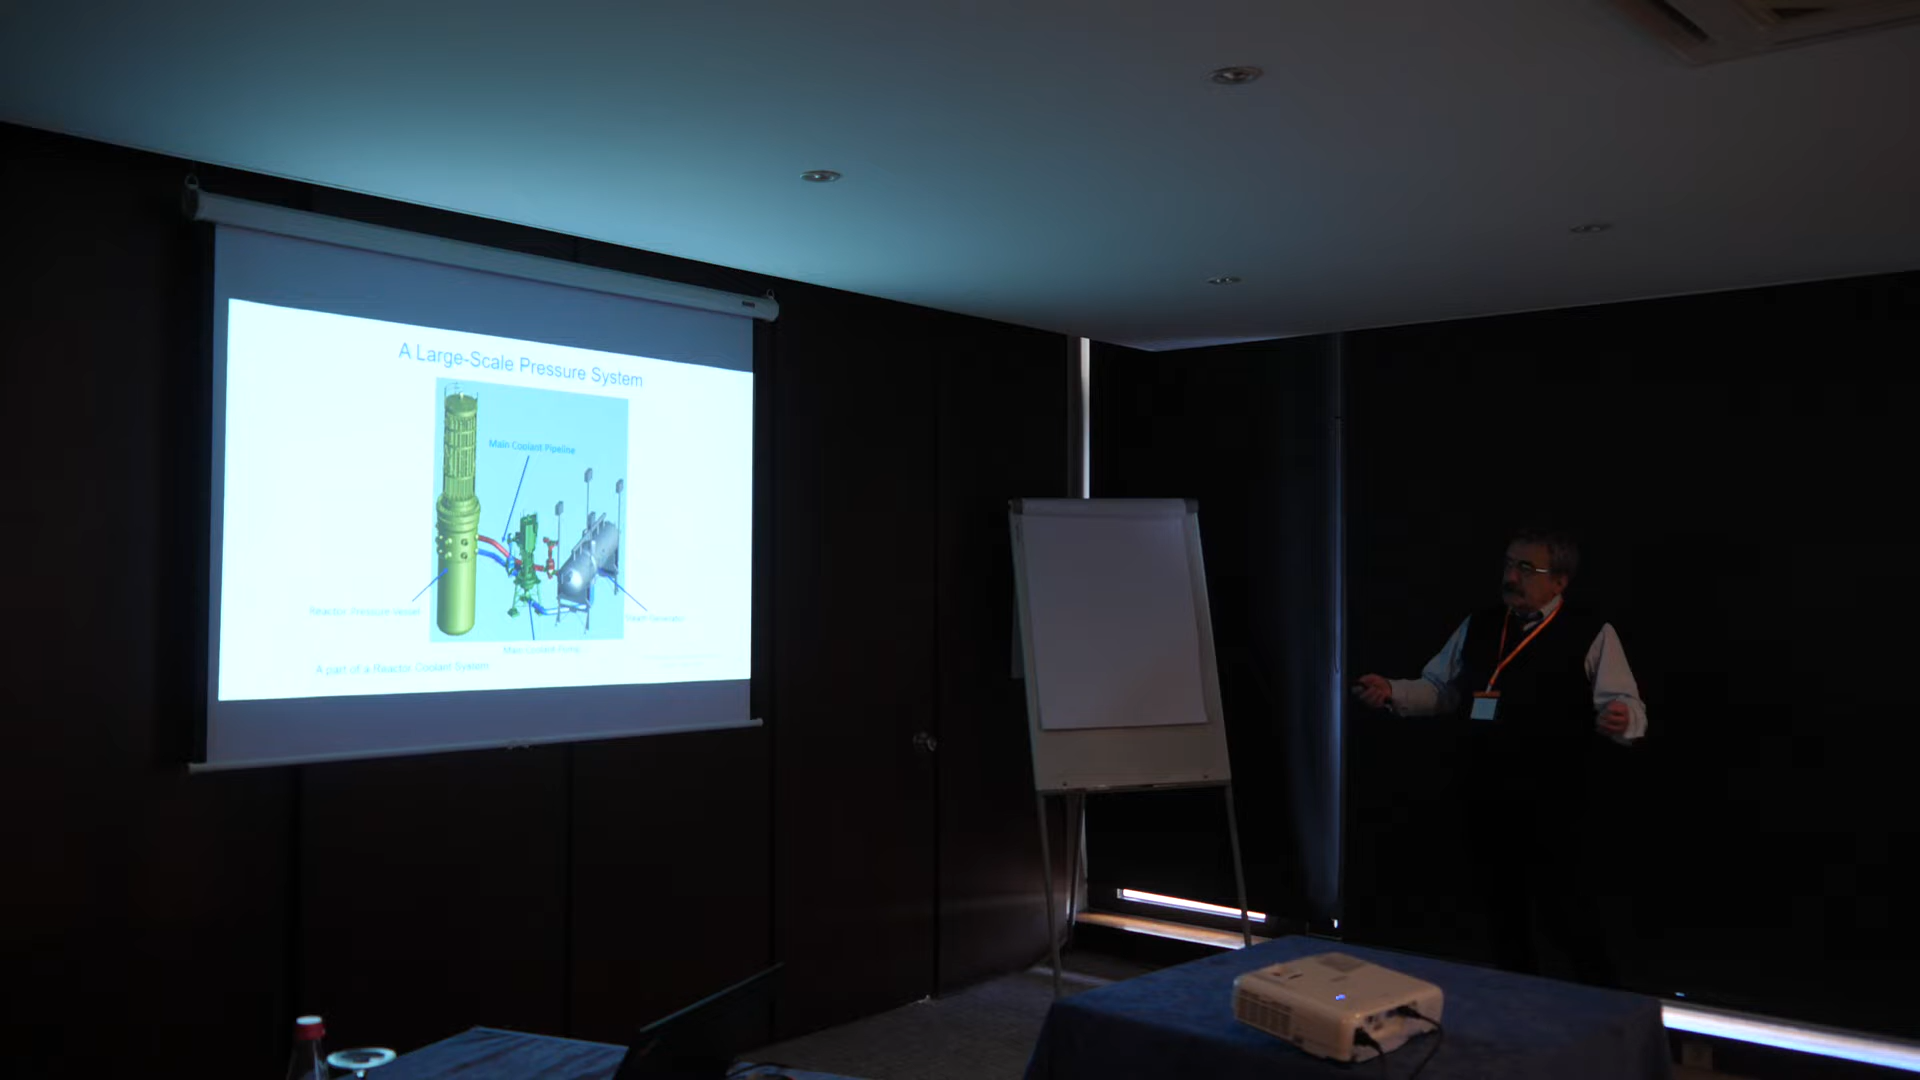 A Large-Scale Pressure System
Main Coolant Pipeline
Reactor Pressure Vessel
Steam Generator
Main Coolant Pump
A part of a Reactor Coolant System